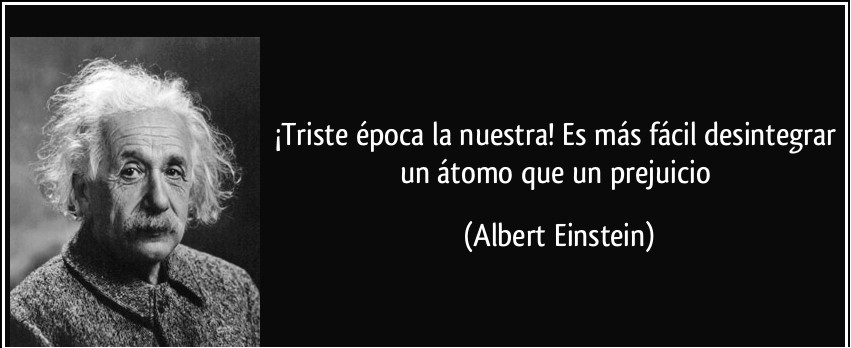 ¡Triste época la nuestra! Es más fácil desintegrar
un átomo que un prejuicio
(Albert Einstein)